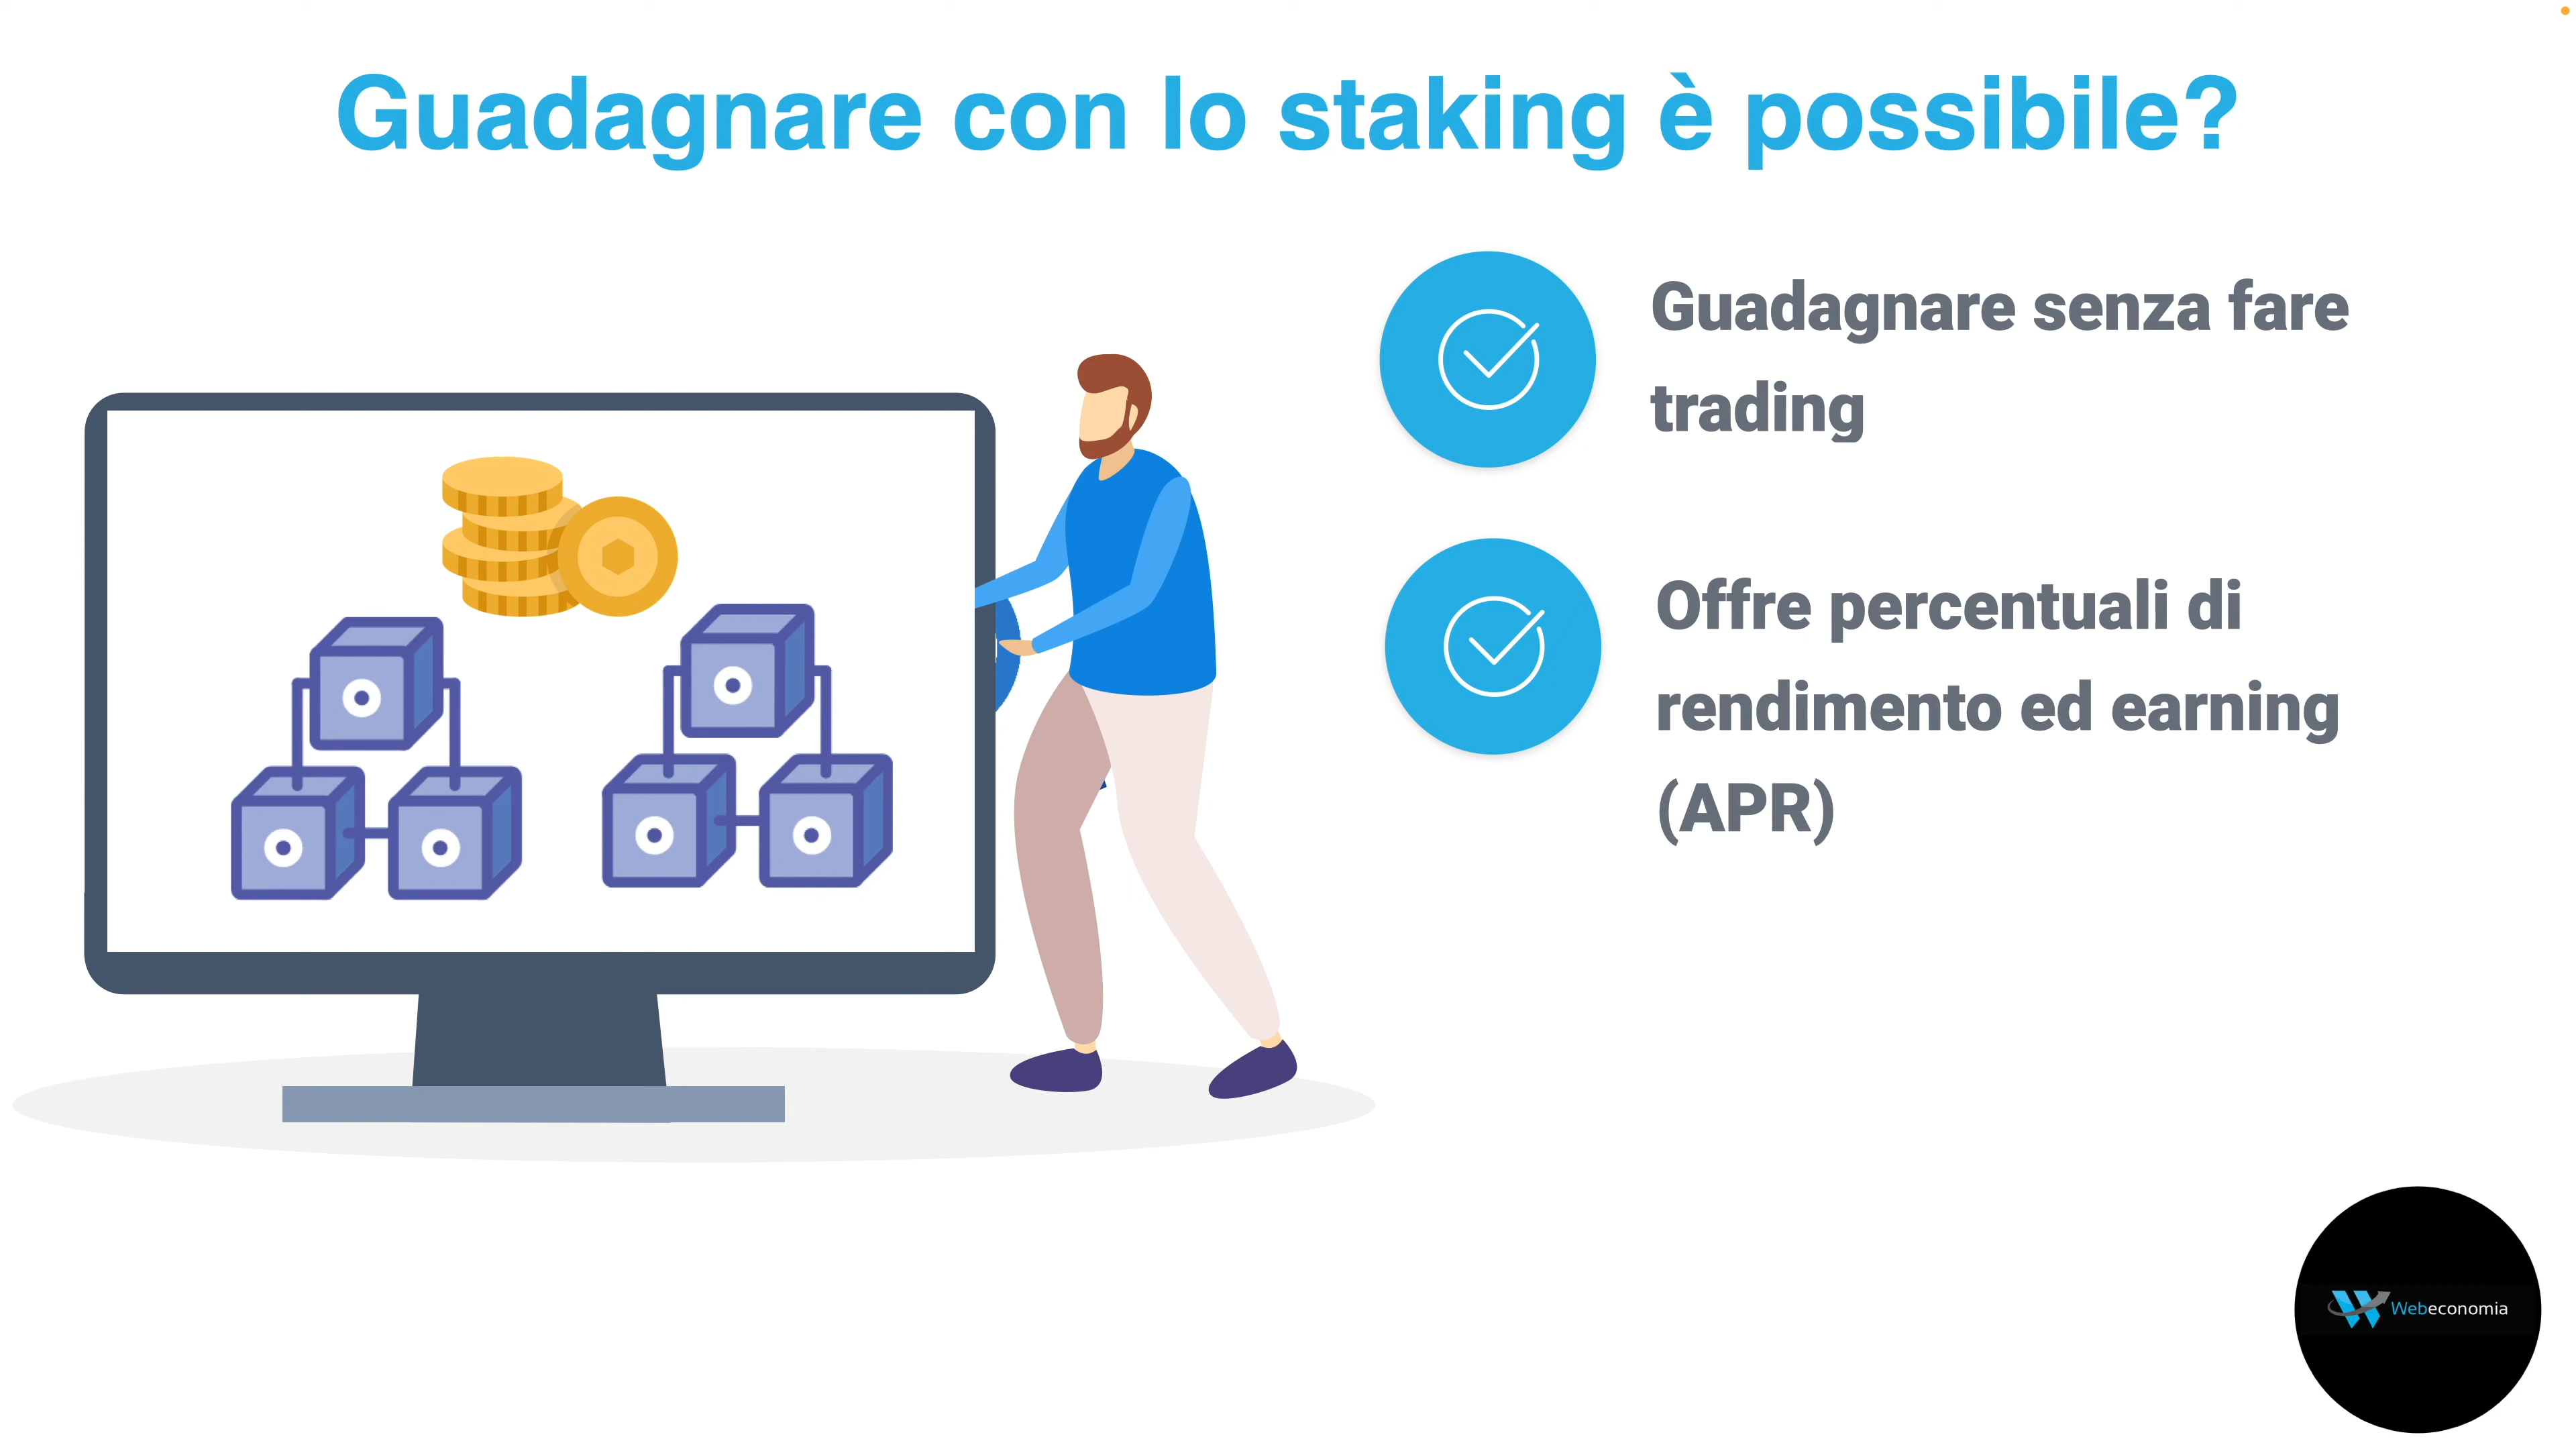 Guadagnare con lo staking è possibile?
Guadagnare senza fare
trading
Offre percentuali di
rendimento ed earning
(APR)
Webeconomia